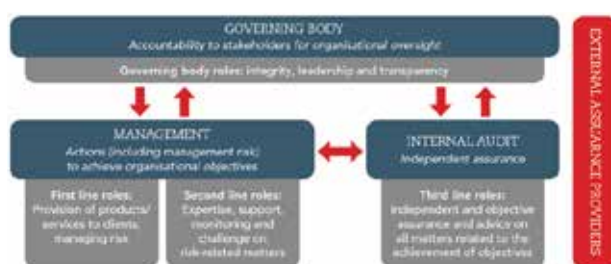 GOVERNING BODY
Accountability to stakeholders for organisational oversight
Governing body roles: integrity, leadership and transparency
MANAGEMENT
Actions (including management risk)
to achieve organisational objectives
INTERNAL AUDIT
Independent assurance
First line roles:
Provision of products/
services to clients,
managing risk
Second line roles:
Expertise, support,
monitoring and
challenge on
risk-related matters
Third line roles:
Independent and objective
assurance and advice on
all matters related to the
achievement of objectives
EXTERNAL ASSUARNCE PROVIDERS